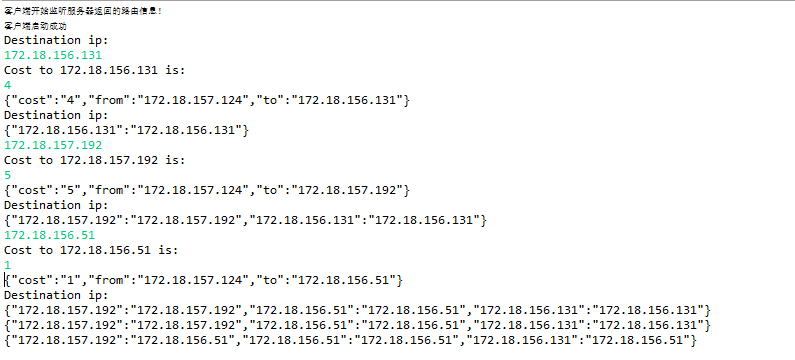 客户端开始监听服务器返回的路由信息！
客户端启动成功
Destination ip:
172.18.156.131
Cost to 172.18.156.131 is:
4
{"cost":"4","from":"172.18.157.124","to":"172.18.156.131"}
Destination ip:
{"172.18.156.131":"172.18.156.131"}
172.18.157.192
Cost to 172.18.157.192 is:
5
{"cost":"5","from":"172.18.157.124","to":"172.18.157.192"}
Destination ip:
{"172.18.157.192":"172.18.157.192","172.18.156.131":"172.18.156.131"}
172.18.156.51
Cost to 172.18.156.51 is:
1
{"cost":"1","from":"172.18.157.124","to":"172.18.156.51"}
Destination ip:
{"172.18.157.192":"172.18.157.192","172.18.156.51":"172.18.156.51","172.18.156.131":"172.18.156.131"}
{"172.18.157.192":"172.18.157.192","172.18.156.51":"172.18.156.51","172.18.156.131":"172.18.156.131"}
{"172.18.157.192":"172.18.156.51","172.18.156.51":"172.18.156.51","172.18.156.131":"172.18.156.51"}